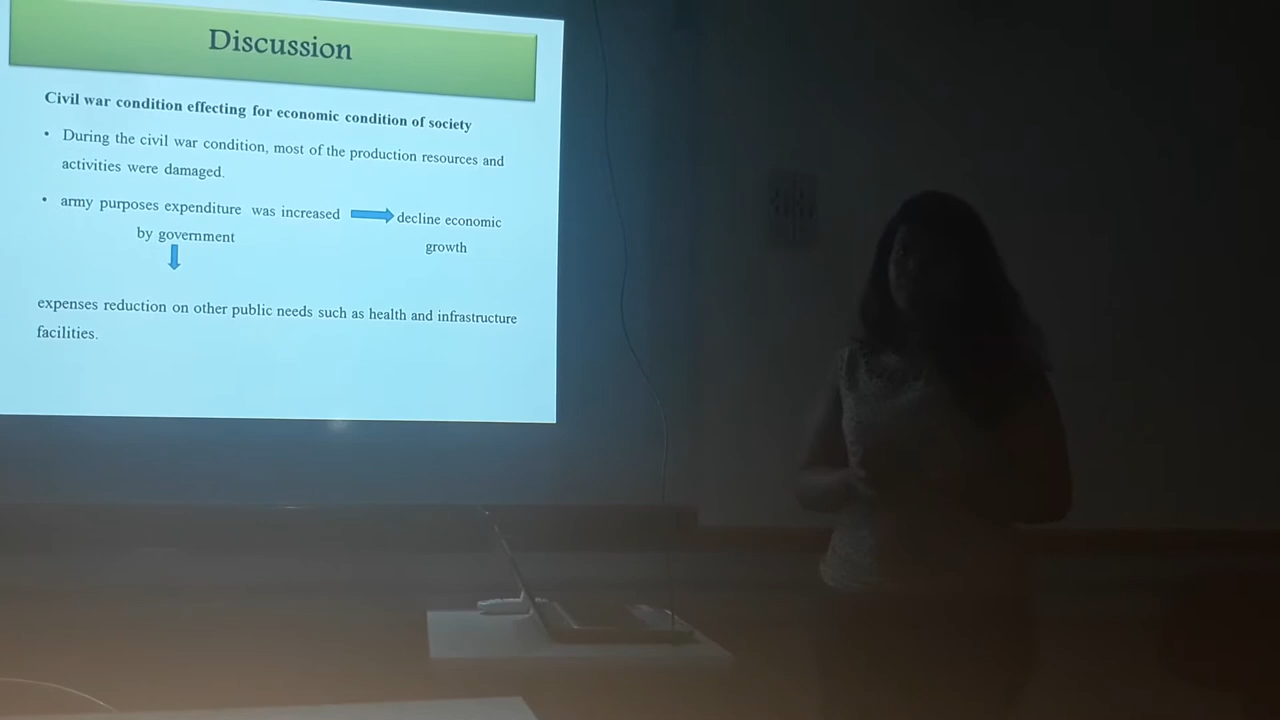 Discussion
Civil war condition effecting for economic condition of society
• During the civil war condition, most of the production resources and
activities were damaged.
• army purposes expenditure was increased decline economic
by government growth
expenses reduction on other public needs such as health and infrastructure
facilities.